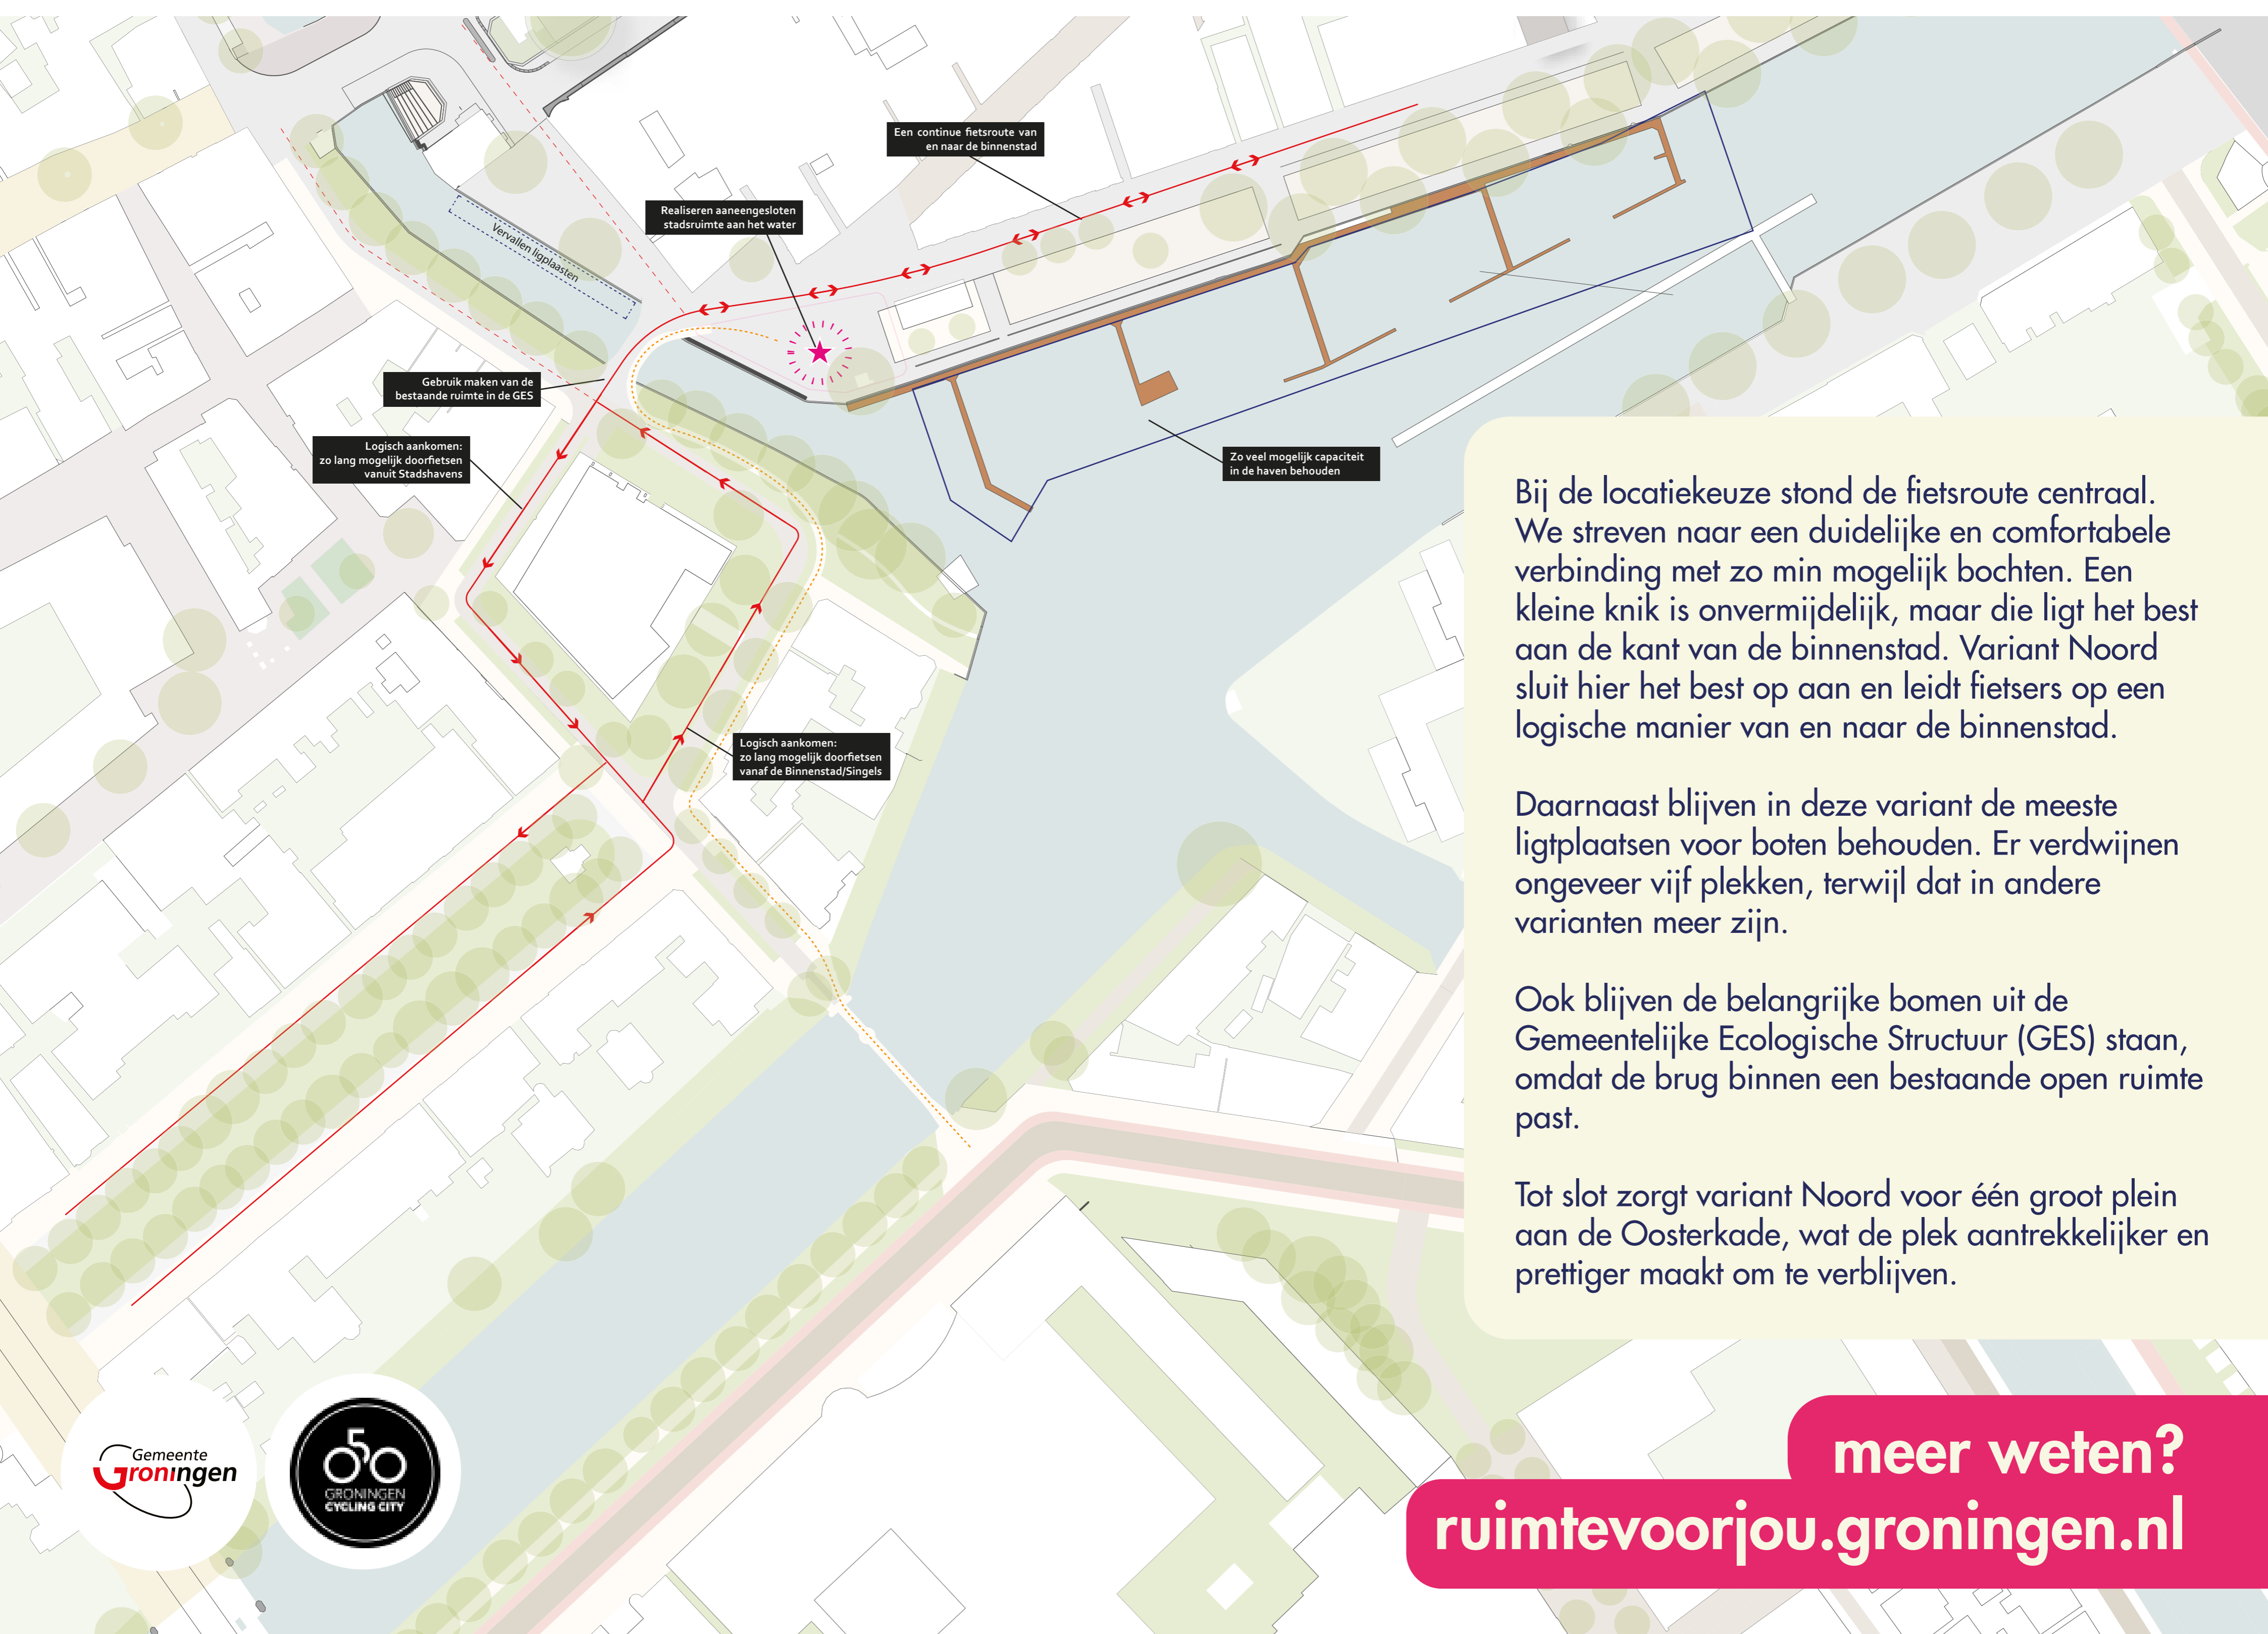 Een continue fietsroute van
en naar de binnenstad
Realiseren aaneengesloten
stadsruimte aan het water
Vervallen ligplaasten
Gebruik maken van de
bestaande ruimte in de GES
Logisch aankomen:
zo lang mogelijk doorfietsen
vanuit Stadshavens
Zo veel mogelijk capaciteit
in de haven behouden
Logisch aankomen:
zo lang mogelijk doorfietsen
vanaf de Binnenstad/Singels
Bij de locatiekeuze stond de fietsroute centraal.
We streven naar een duidelijke en comfortabele
verbinding met zo min mogelijk bochten. Een
kleine knik is onvermijdelijk, maar die ligt het best
aan de kant van de binnenstad. Variant Noord
sluit hier het best op aan en leidt fietsers op een
logische manier van en naar de binnenstad.
Daarnaast blijven in deze variant de meeste
ligtplaatsen voor boten behouden. Er verdwijnen
ongeveer vijf plekken, terwijl dat in andere
varianten meer zijn.
Ook blijven de belangrijke bomen uit de
Gemeentelijke Ecologische Structuur (GES) staan,
omdat de brug binnen een bestaande open ruimte
past.
Tot slot zorgt variant Noord voor één groot plein
aan de Oosterkade, wat de plek aantrekkelijker en
prettiger maakt om te verblijven.
Gemeente
Groningen
050
GRONINGEN
CYCLING CITY
meer weten?
ruimtevoorjou.groningen.nl